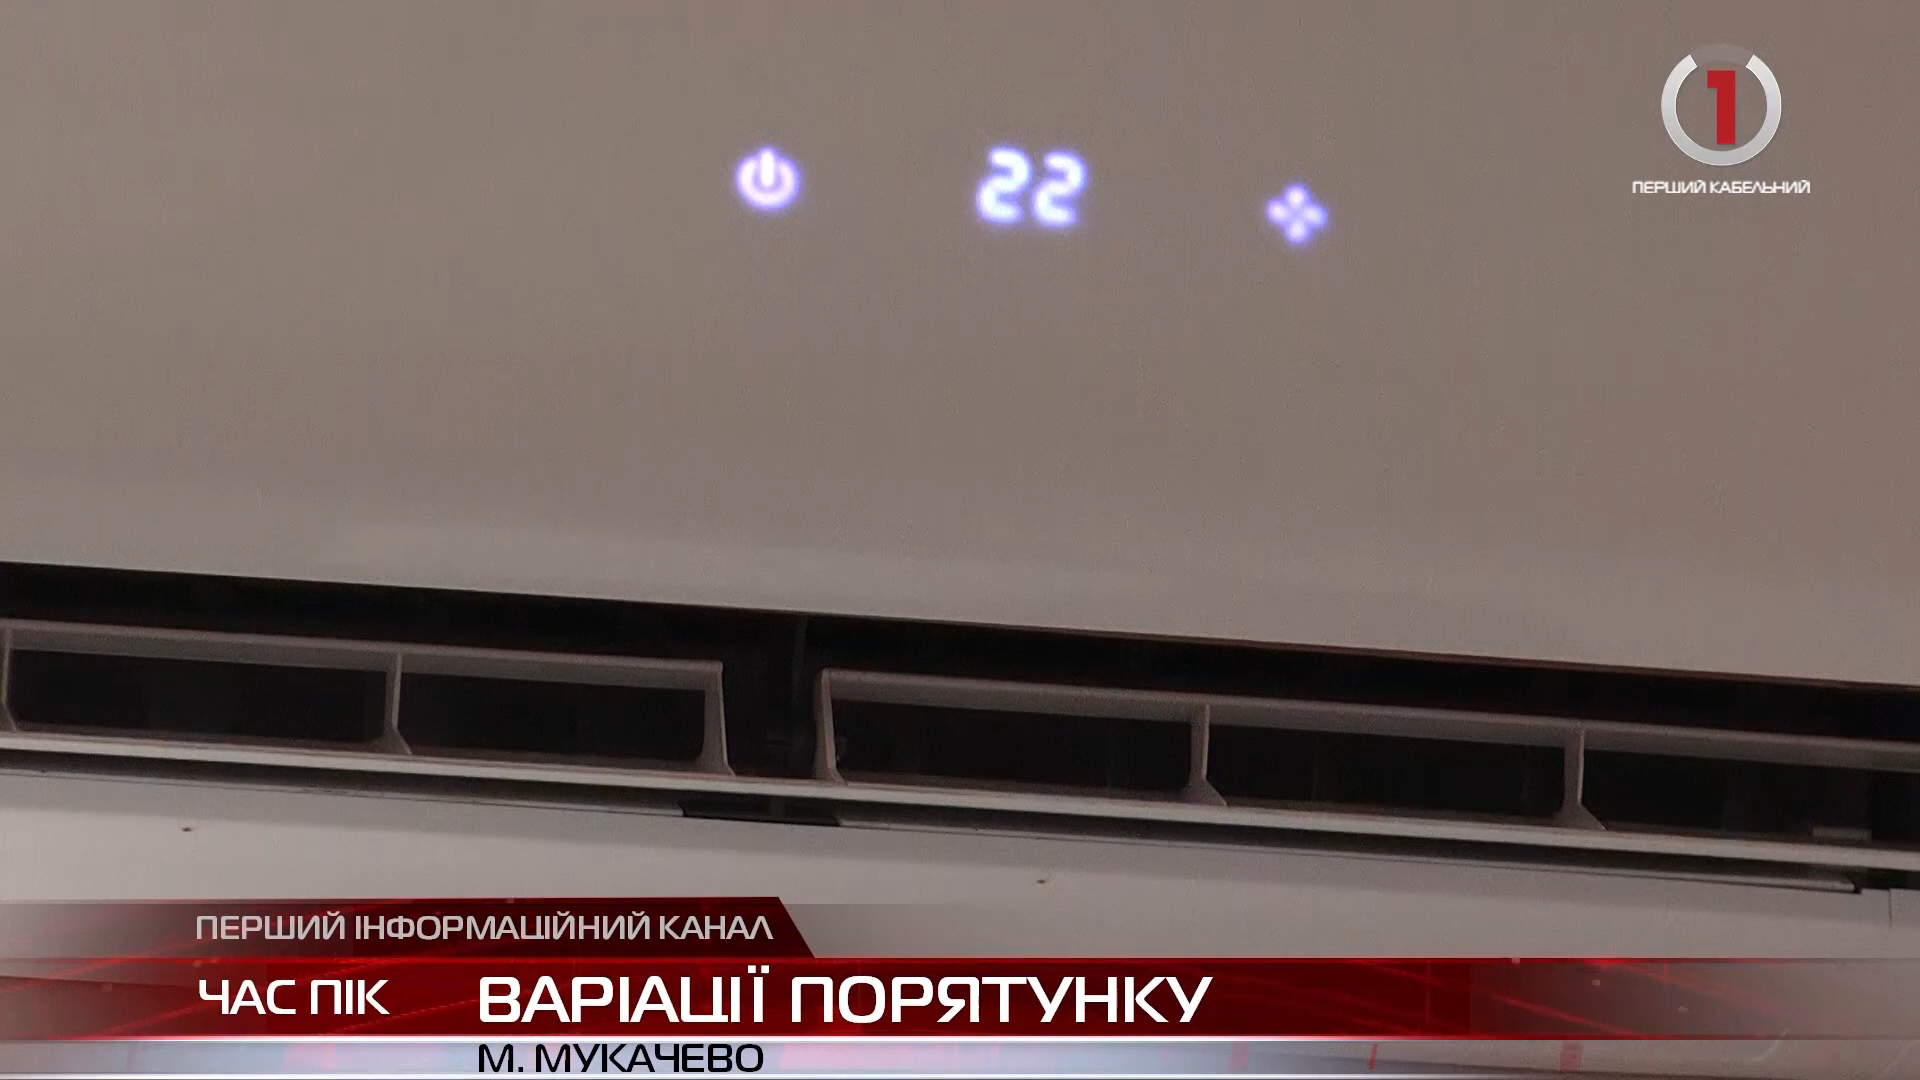 22
1
ПЕРШИЙ КАБЕЛЬНИЙ
ПЕРШИЙ ІНФОРМАЦІЙНИЙ КАНАЛ
ЧАС ПІК
ВАРІАЦІЇ ПОРЯТУНКУ
М. МУКАЧЕВО